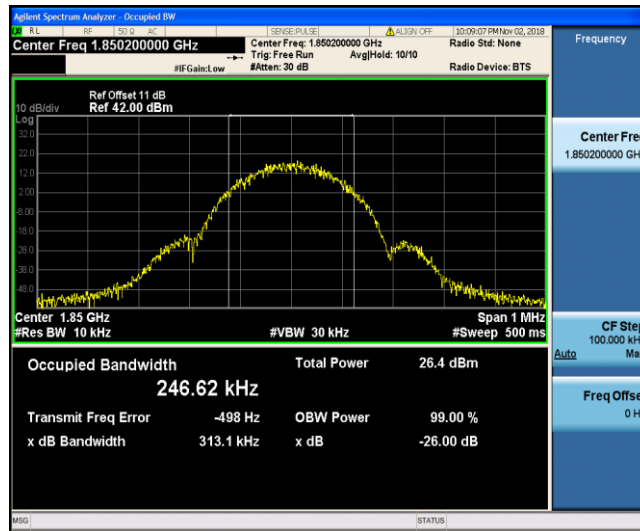 Agilent Spectrum Analyzer - Occupied BW
RL RF 50 Ω AC SENSE:PULSE ALIGN OFF 10:09:07 PM Nov 02, 2018
Center Freq 1.850200000 GHz Center Freq: 1.850200000 GHz Radio Std: None Frequency
Trig: Free Run Avg|Hold: 10/10
#IFGain:Low #Atten: 30 dB Radio Device: BTS
Ref Offset 11 dB
10 dB/div Ref 42.00 dBm
Log
32.0
22.0
12.0
2.00
-8.00
-18.0
-28.0
-38.0
-48.0
Center Fre
1.850200000 GH
Center 1.85 GHz Span 1 MHz
#Res BW 10 kHz #VBW 30 kHz #Sweep 500 ms
CF Step
100.000 kH
Auto Ma
Occupied Bandwidth Total Power 26.4 dBm
246.62 kHz
Freq Offse
0 H
Transmit Freq Error -498 Hz OBW Power 99.00 %
x dB Bandwidth 313.1 kHz x dB -26.00 dB
MSG STATUS